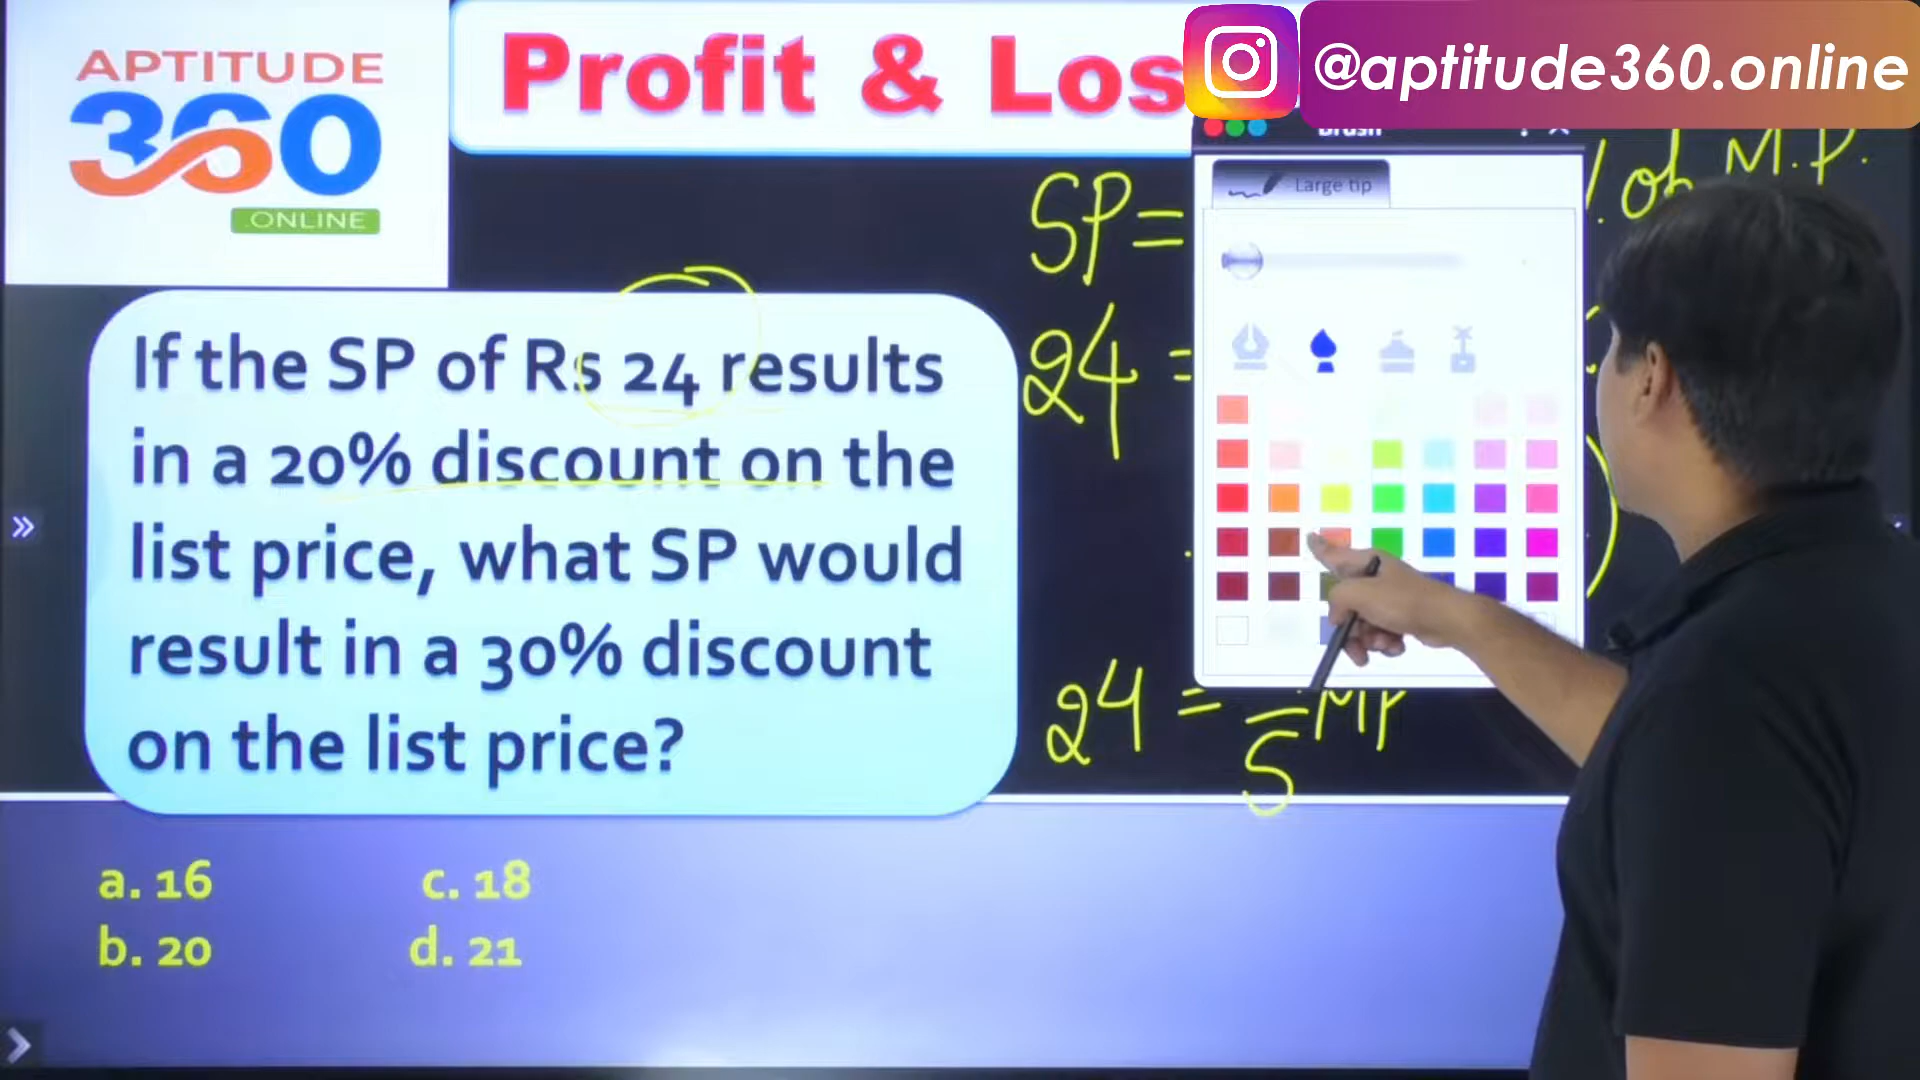 APTITUDE
360
.ONLINE
Profit & Los
@aptitude360.online
Large tip
If the SP of Rs 24 results
in a 20% discount on the
list price, what SP would
result in a 30% discount
on the list price?
SP =
of M.P.
24 =
24 = /5 MP
a. 16
c. 18
b. 20
d. 21